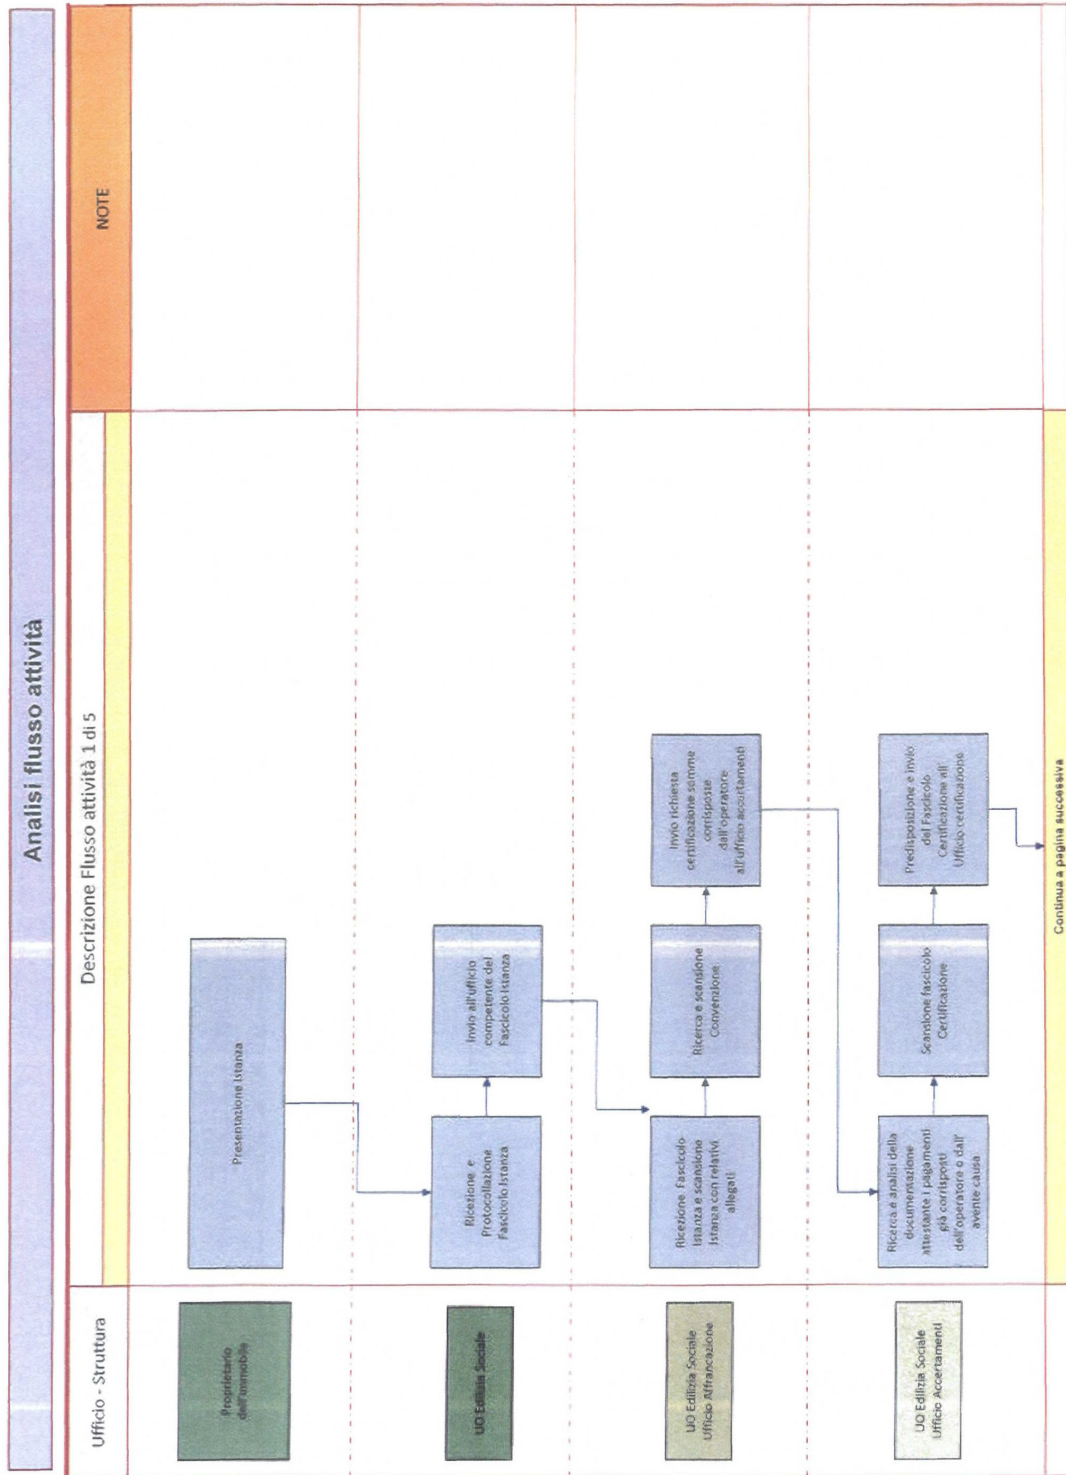 Analisi flusso attività
Ufficio - Struttura
Descrizione Flusso attività 1 di 5
NOTE
Proprietario
dell'immobile
Presentazione Istanza
UO Edilizia Sociale
Ricezione e
Protocollazione
Fascicolo Istanza
Invio all'ufficio
competente del
Fascicolo Istanza
UO Edilizia Sociale
Ufficio Affrancazione
Ricezione Fascicolo
Istanza e scansione
Istanza con relativi
allegati
Ricerca e scansione
Convenzione
Invio richiesta
certificazione somme
corrisposte
dall'operatore
all'ufficio accertamenti
UO Edilizia Sociale
Ufficio Accertamenti
Ricerca e analisi della
documentazione
attestante i pagamenti
già corrisposti
dell'operatore o dall'
avente causa
Scansione fascicolo
Certificazione
Predisposizione e invio
del Fascicolo
Certificazione all'
Ufficio certificazione
Continua a pagina successiva